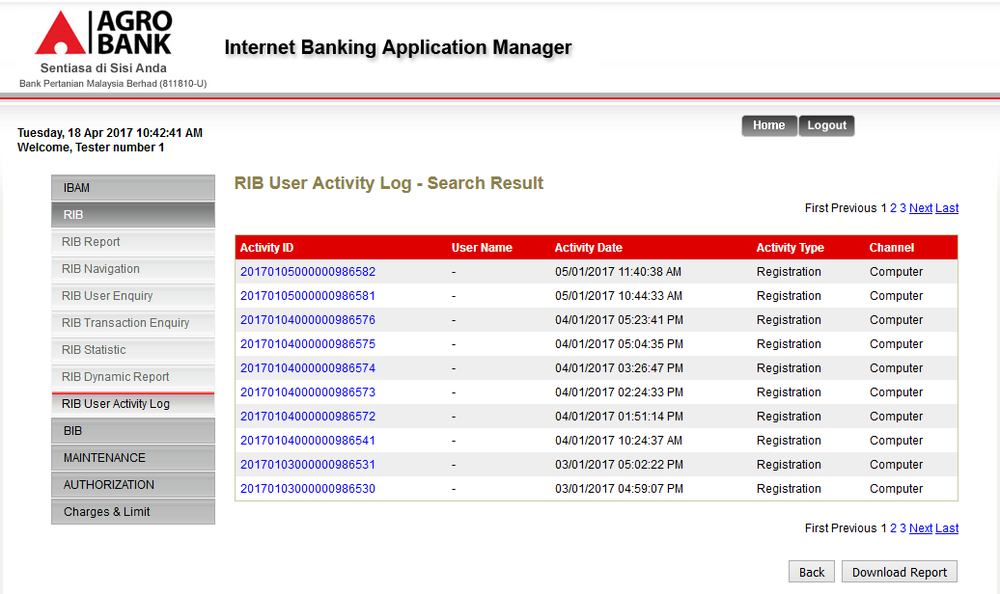 AGRO
BANK
Sentiasa di Sisi Anda
Bank Pertanian Malaysia Berhad (811810-U)
Internet Banking Application Manager
Tuesday, 18 Apr 2017 10:42:41 AM
Welcome, Tester number 1
Home Logout
IBAM
RIB
RIB Report
RIB Navigation
RIB User Enquiry
RIB Transaction Enquiry
RIB Statistic
RIB Dynamic Report
RIB User Activity Log
BIB
MAINTENANCE
AUTHORIZATION
Charges & Limit
RIB User Activity Log - Search Result
First Previous 1 2 3 Next Last
Activity ID User Name Activity Date Activity Type Channel
20170105000000986582 - 05/01/2017 11:40:38 AM Registration Computer
20170105000000986581 - 05/01/2017 10:44:33 AM Registration Computer
20170104000000986576 - 04/01/2017 05:23:41 PM Registration Computer
20170104000000986575 - 04/01/2017 05:04:35 PM Registration Computer
20170104000000986574 - 04/01/2017 03:26:47 PM Registration Computer
20170104000000986573 - 04/01/2017 02:24:33 PM Registration Computer
20170104000000986572 - 04/01/2017 01:51:14 PM Registration Computer
20170104000000986541 - 04/01/2017 10:24:37 AM Registration Computer
20170103000000986531 - 03/01/2017 05:02:22 PM Registration Computer
20170103000000986530 - 03/01/2017 04:59:07 PM Registration Computer
First Previous 1 2 3 Next Last
Back Download Report